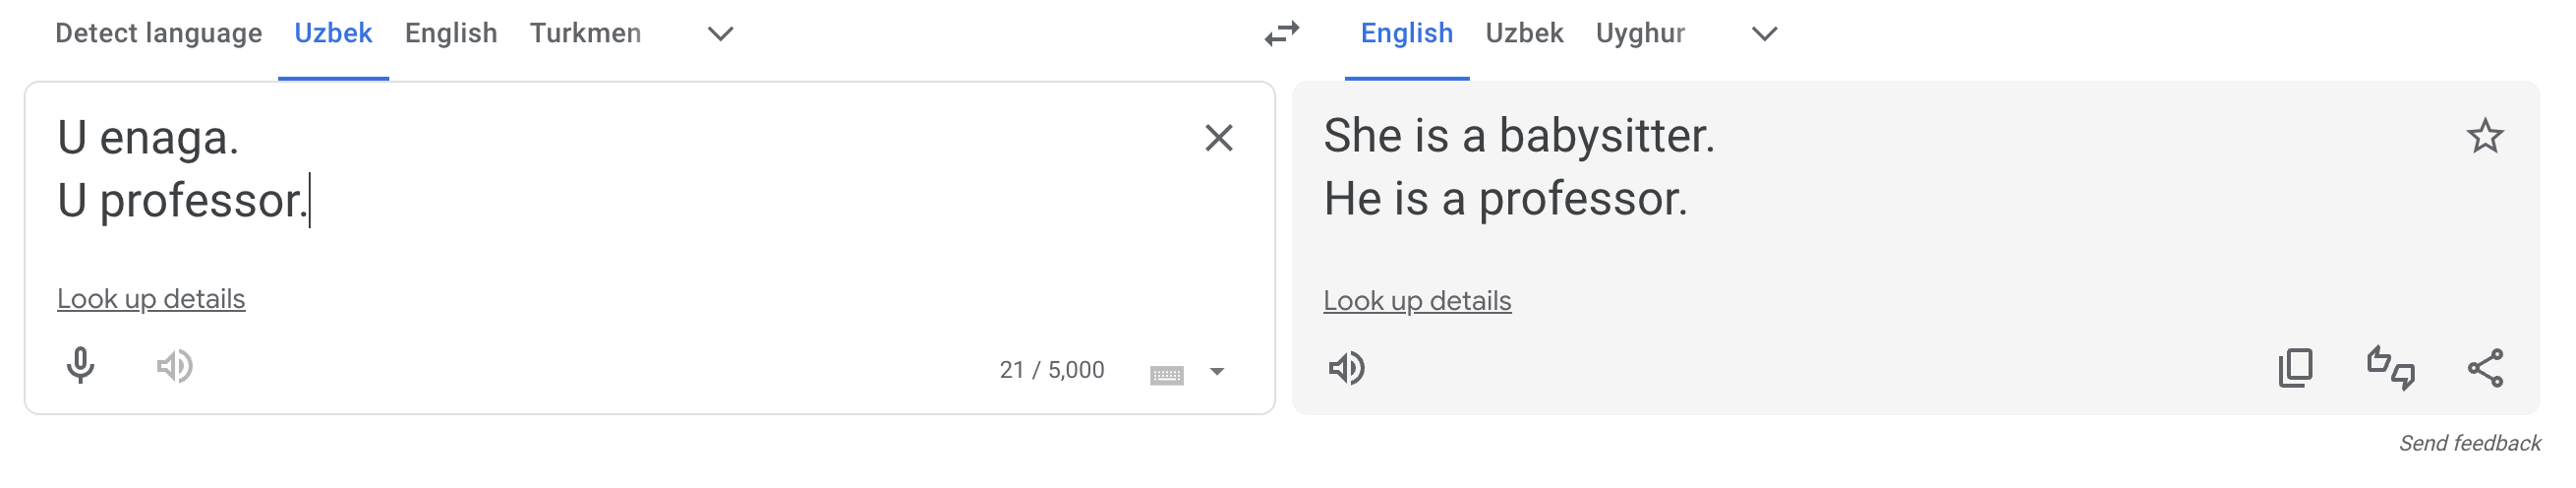 Detect language Uzbek English Turkmen English Uzbek Uyghur
U enaga.
U professor.
Look up details
21 / 5,000
She is a babysitter.
He is a professor.
Look up details
Send feedback